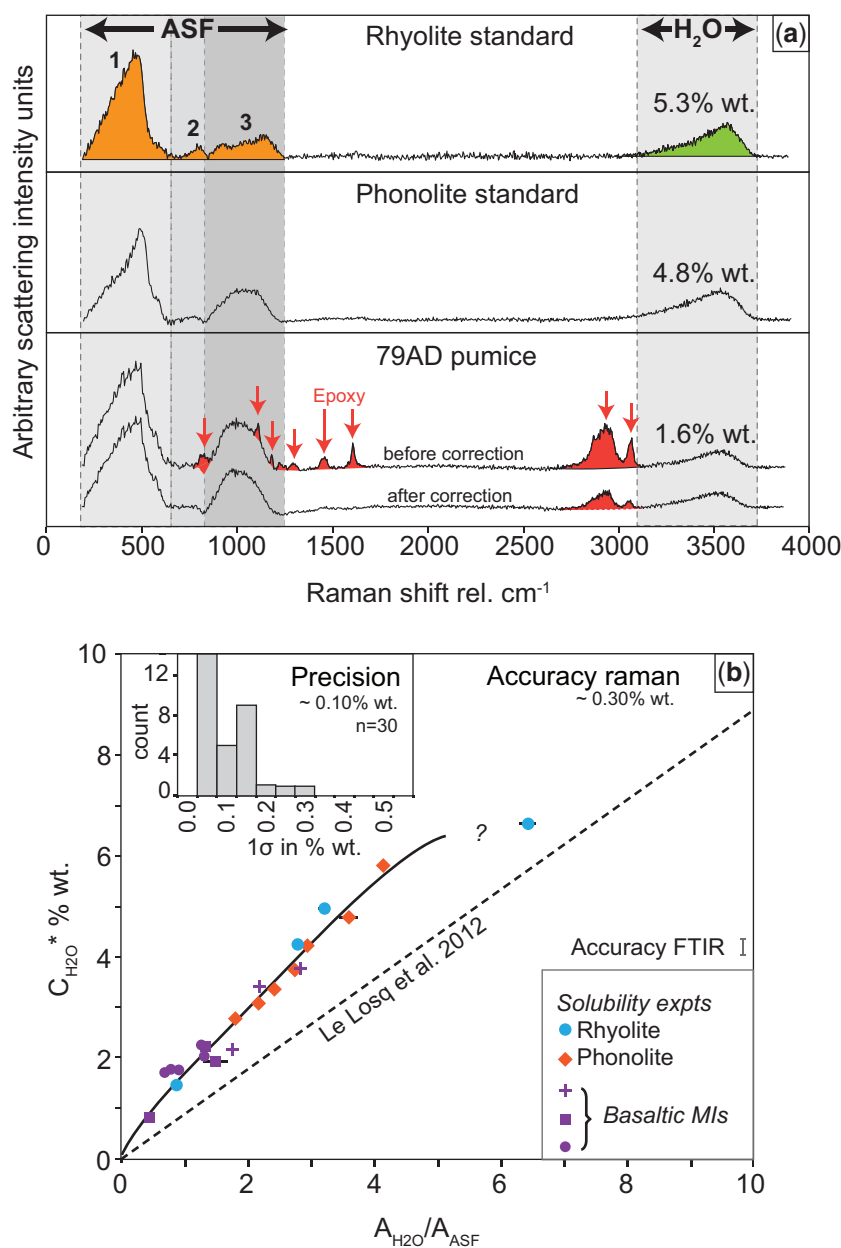 ASF
H₂O
(a)
Rhyolite standard
1
2
3
5.3% wt.
Phonolite standard
4.8% wt.
79AD pumice
Epoxy
1.6% wt.
before correction
after correction
Arbitrary scattering intensity units
0 500 1000 1500 2000 2500 3000 3500 4000
Raman shift rel. cm⁻¹
(b)
10
8
6
4
2
0
C_H2O* % wt.
12
8
4
0
count
Precision
~ 0.10% wt.
n=30
0.0 0.1 0.2 0.3 0.4 0.5
1σ in % wt.
Accuracy raman
~ 0.30% wt.
?
Le Losq et al. 2012
Accuracy FTIR
Solubility expts
Rhyolite
Phonolite
Basaltic MIs
0 2 4 6 8 10
A_H2O/A_ASF